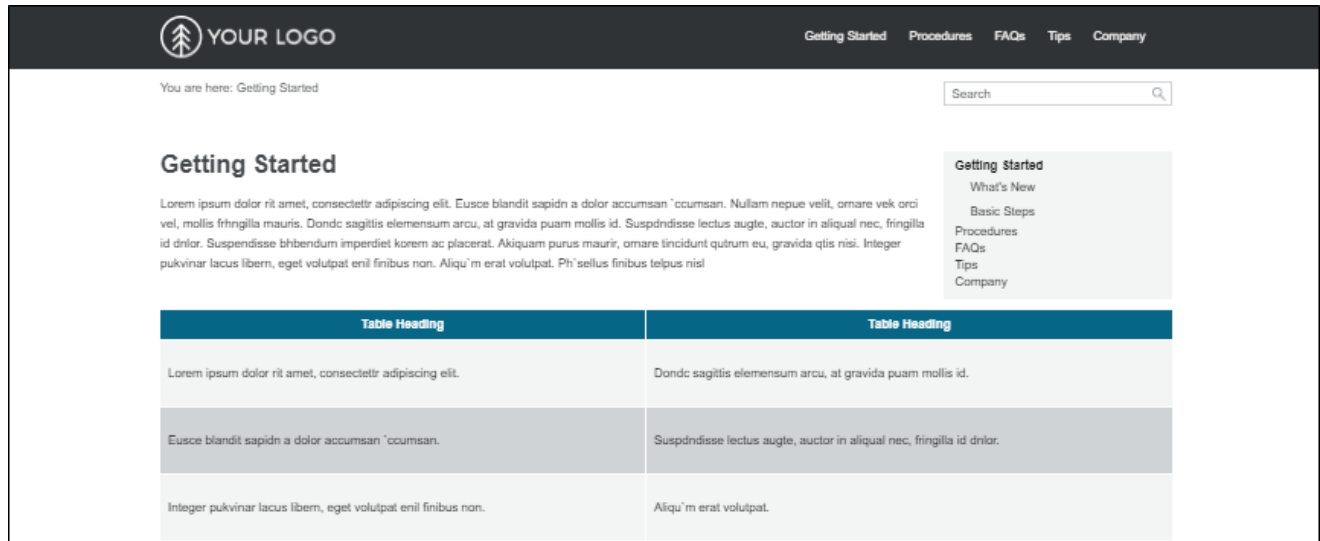 YOUR LOGO
Getting Started Procedures FAQs Tips Company
You are here: Getting Started
Search
Getting Started
Lorem ipsum dolor rit amet, consectettr adipiscing elit. Eusce blandit sapidn a dolor accumsan `ccumsan. Nullam nepue velit, ornare vek orci
vel, mollis frhngilla mauris. Dondc sagittis elemensum arcu, at gravida puam mollis id. Suspdndisse lectus augte, auctor in aliqual nec, fringilla
id dnlor. Suspendisse bhbendum imperdiet korem ac placerat. Akiquam purus maurir, ornare tincidunt qutrum eu, gravida qtis nisi. Integer
pukvinar lacus libern, eget volutpat enil finibus non. Aliqu`m erat volutpat. Ph`sellus finibus telpus nisl
Getting Started
What's New
Basic Steps
Procedures
FAQs
Tips
Company
Table Heading Table Heading
Lorem ipsum dolor rit amet, consectettr adipiscing elit. Dondc sagittis elemensum arcu, at gravida puam mollis id.
Eusce blandit sapidn a dolor accumsan `ccumsan. Suspdndisse lectus augte, auctor in aliqual nec, fringilla id dnlor.
Integer pukvinar lacus libern, eget volutpat enil finibus non. Aliqu`m erat volutpat.